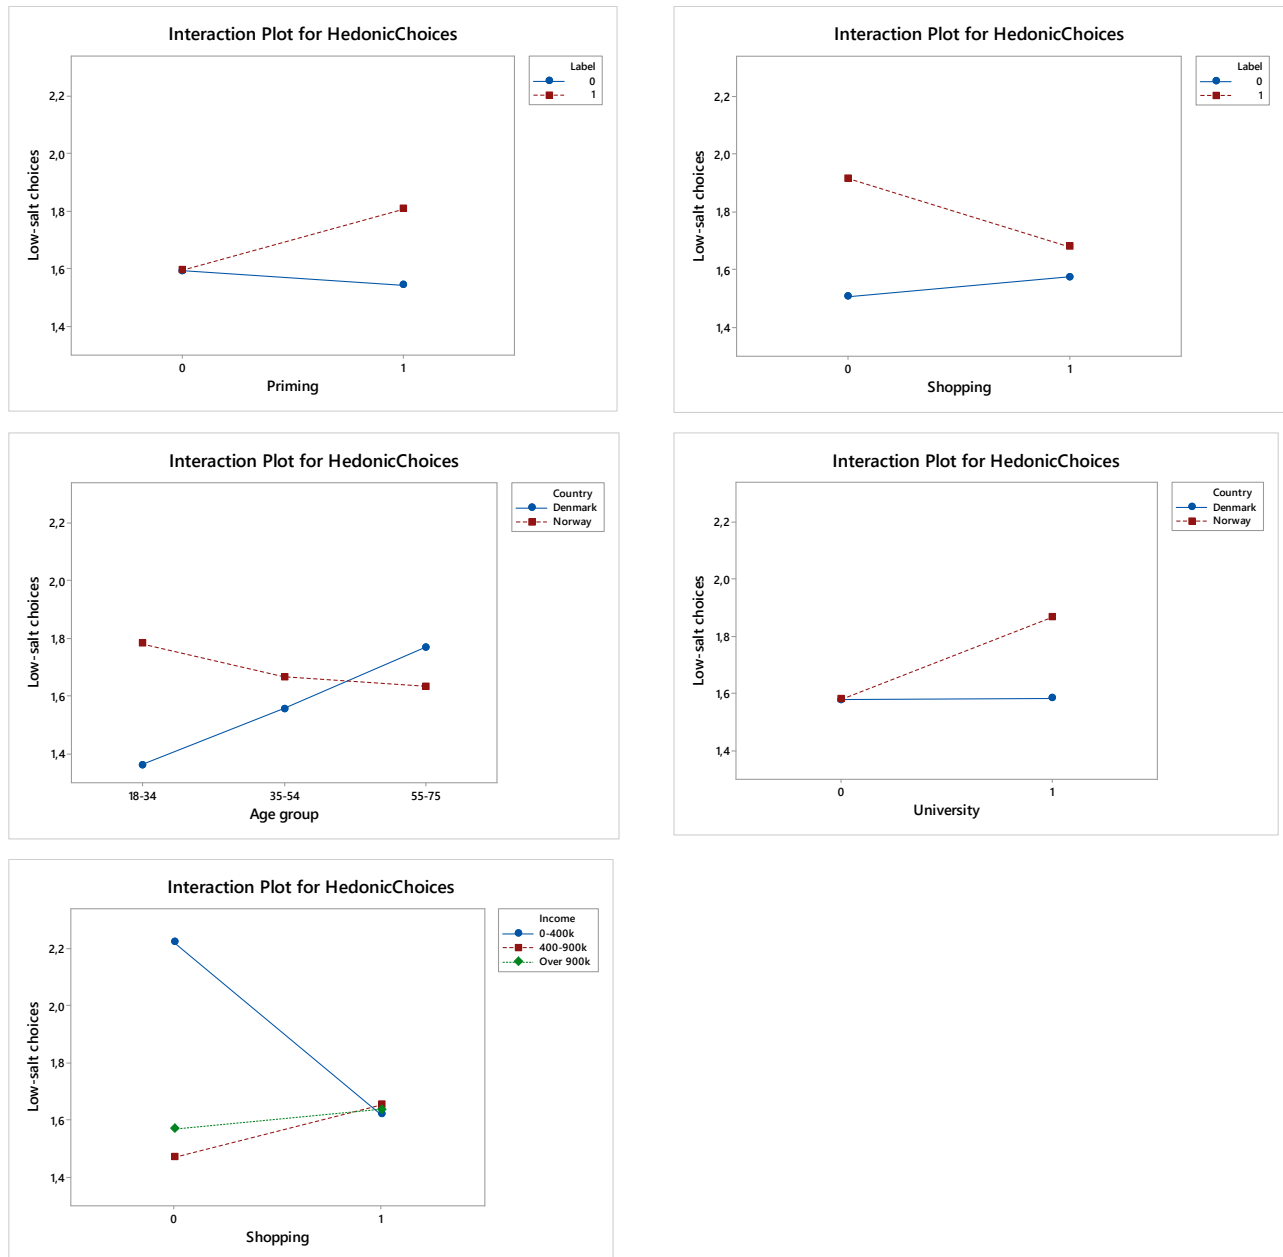 Interaction Plot for HedonicChoices
Label
0
1
2,2
2,0
1,8
1,6
1,4
Low-salt choices
0 1
Priming
Interaction Plot for HedonicChoices
Label
0
1
2,2
2,0
1,8
1,6
1,4
Low-salt choices
0 1
Shopping
Interaction Plot for HedonicChoices
Country
Denmark
Norway
2,2
2,0
1,8
1,6
1,4
Low-salt choices
18-34 35-54 55-75
Age group
Interaction Plot for HedonicChoices
Country
Denmark
Norway
2,2
2,0
1,8
1,6
1,4
Low-salt choices
0 1
University
Interaction Plot for HedonicChoices
Income
0-400k
400-900k
Over 900k
2,2
2,0
1,8
1,6
1,4
Low-salt choices
0 1
Shopping